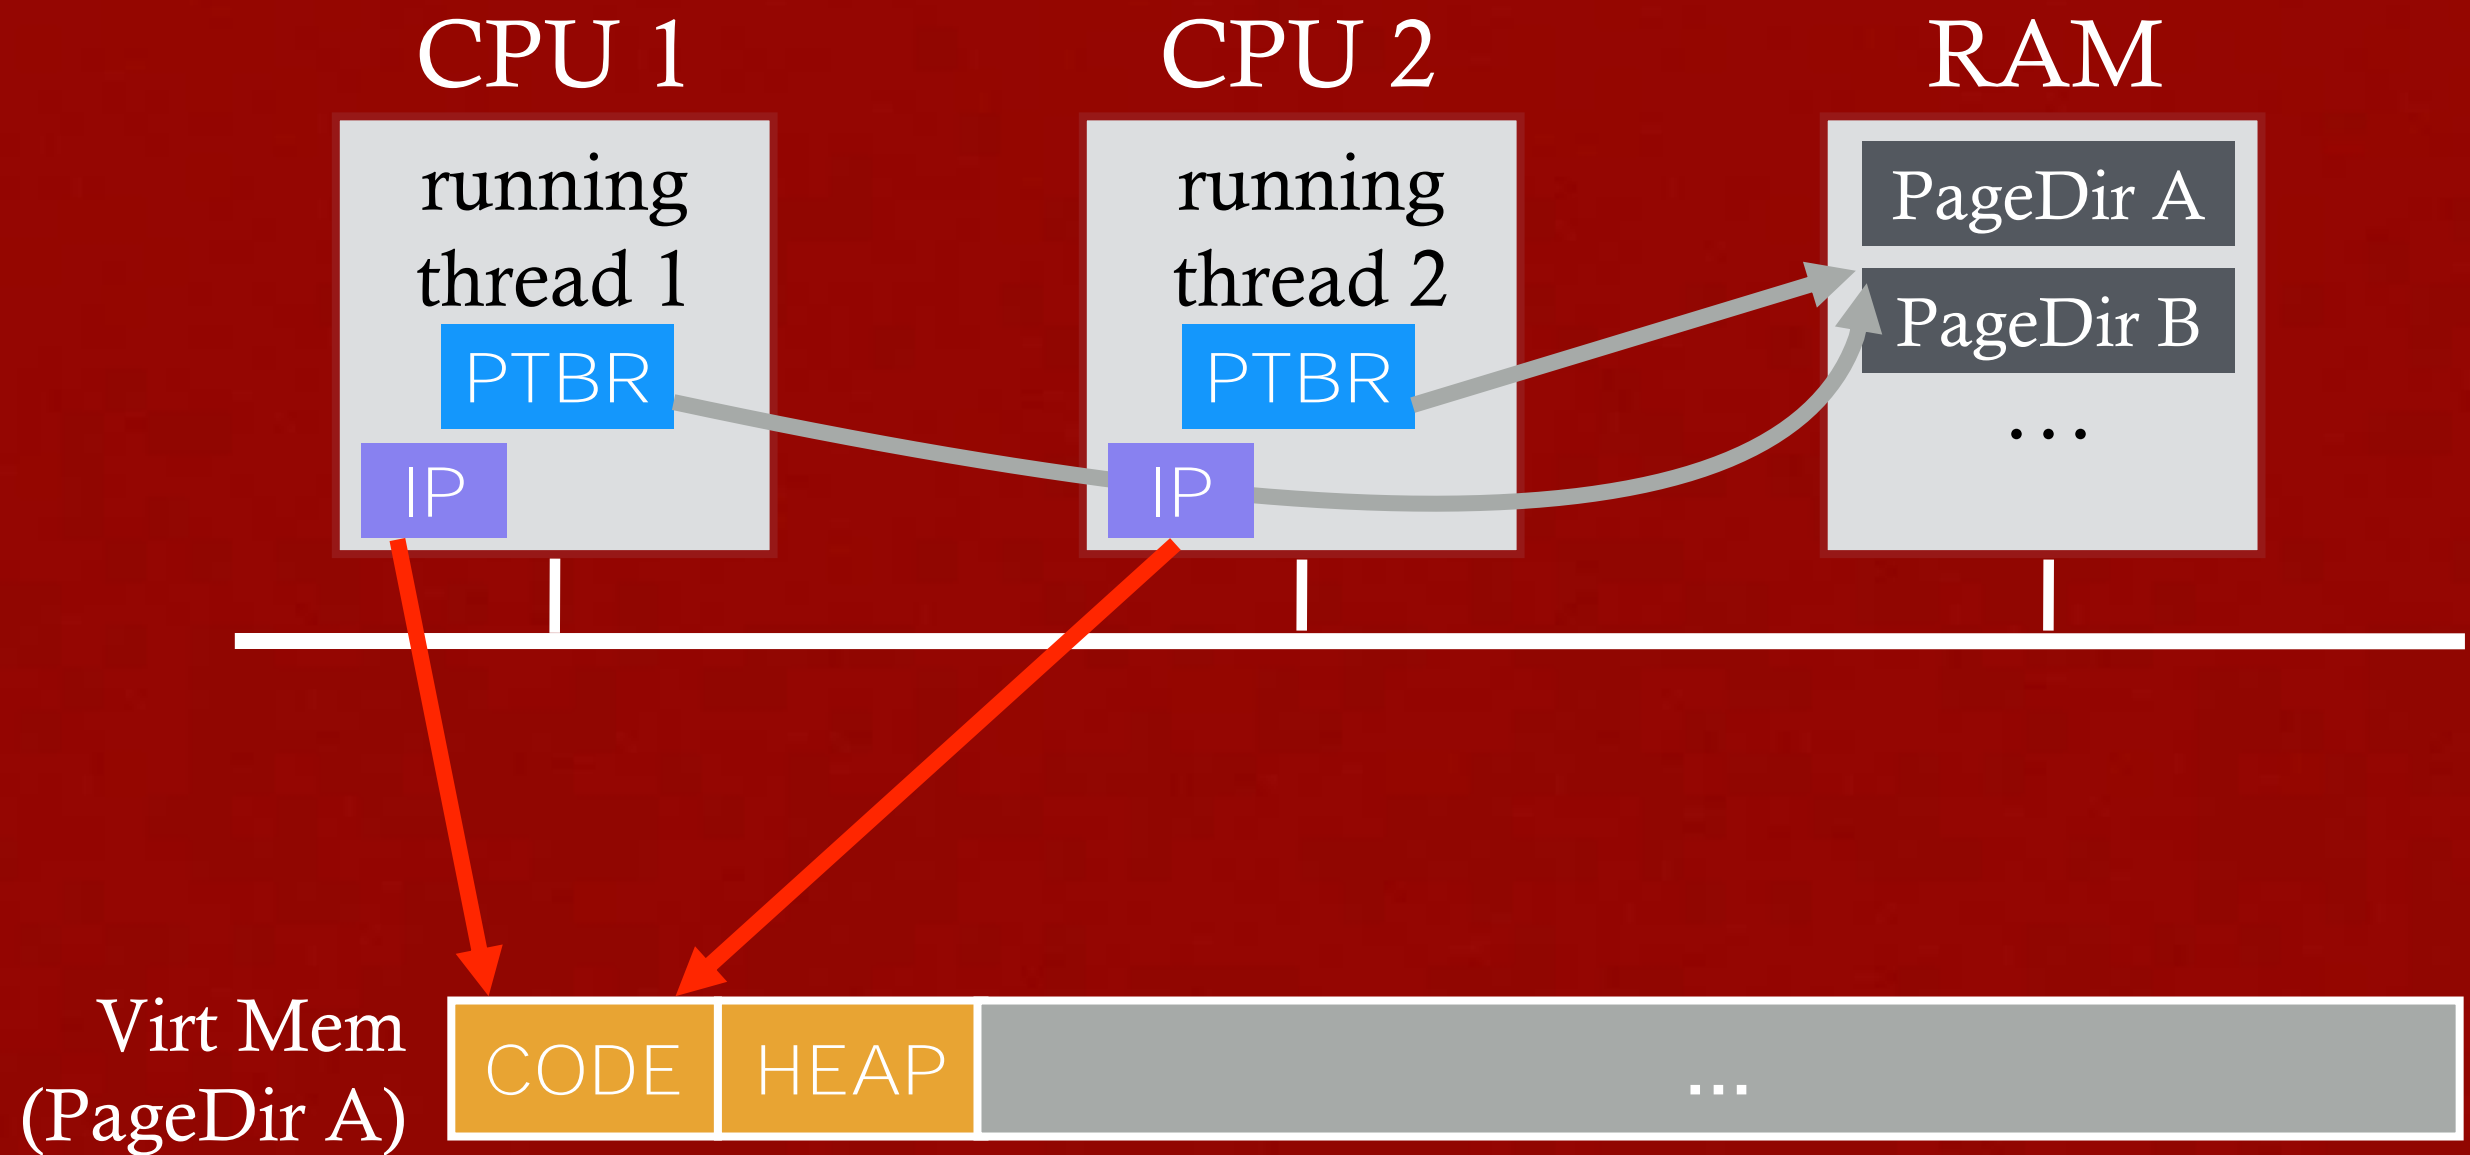 CPU 1
CPU 2
RAM
running
thread 1
PTBR
IP
running
thread 2
PTBR
IP
PageDir A
PageDir B
...
Virt Mem
(PageDir A)
CODE
HEAP
...